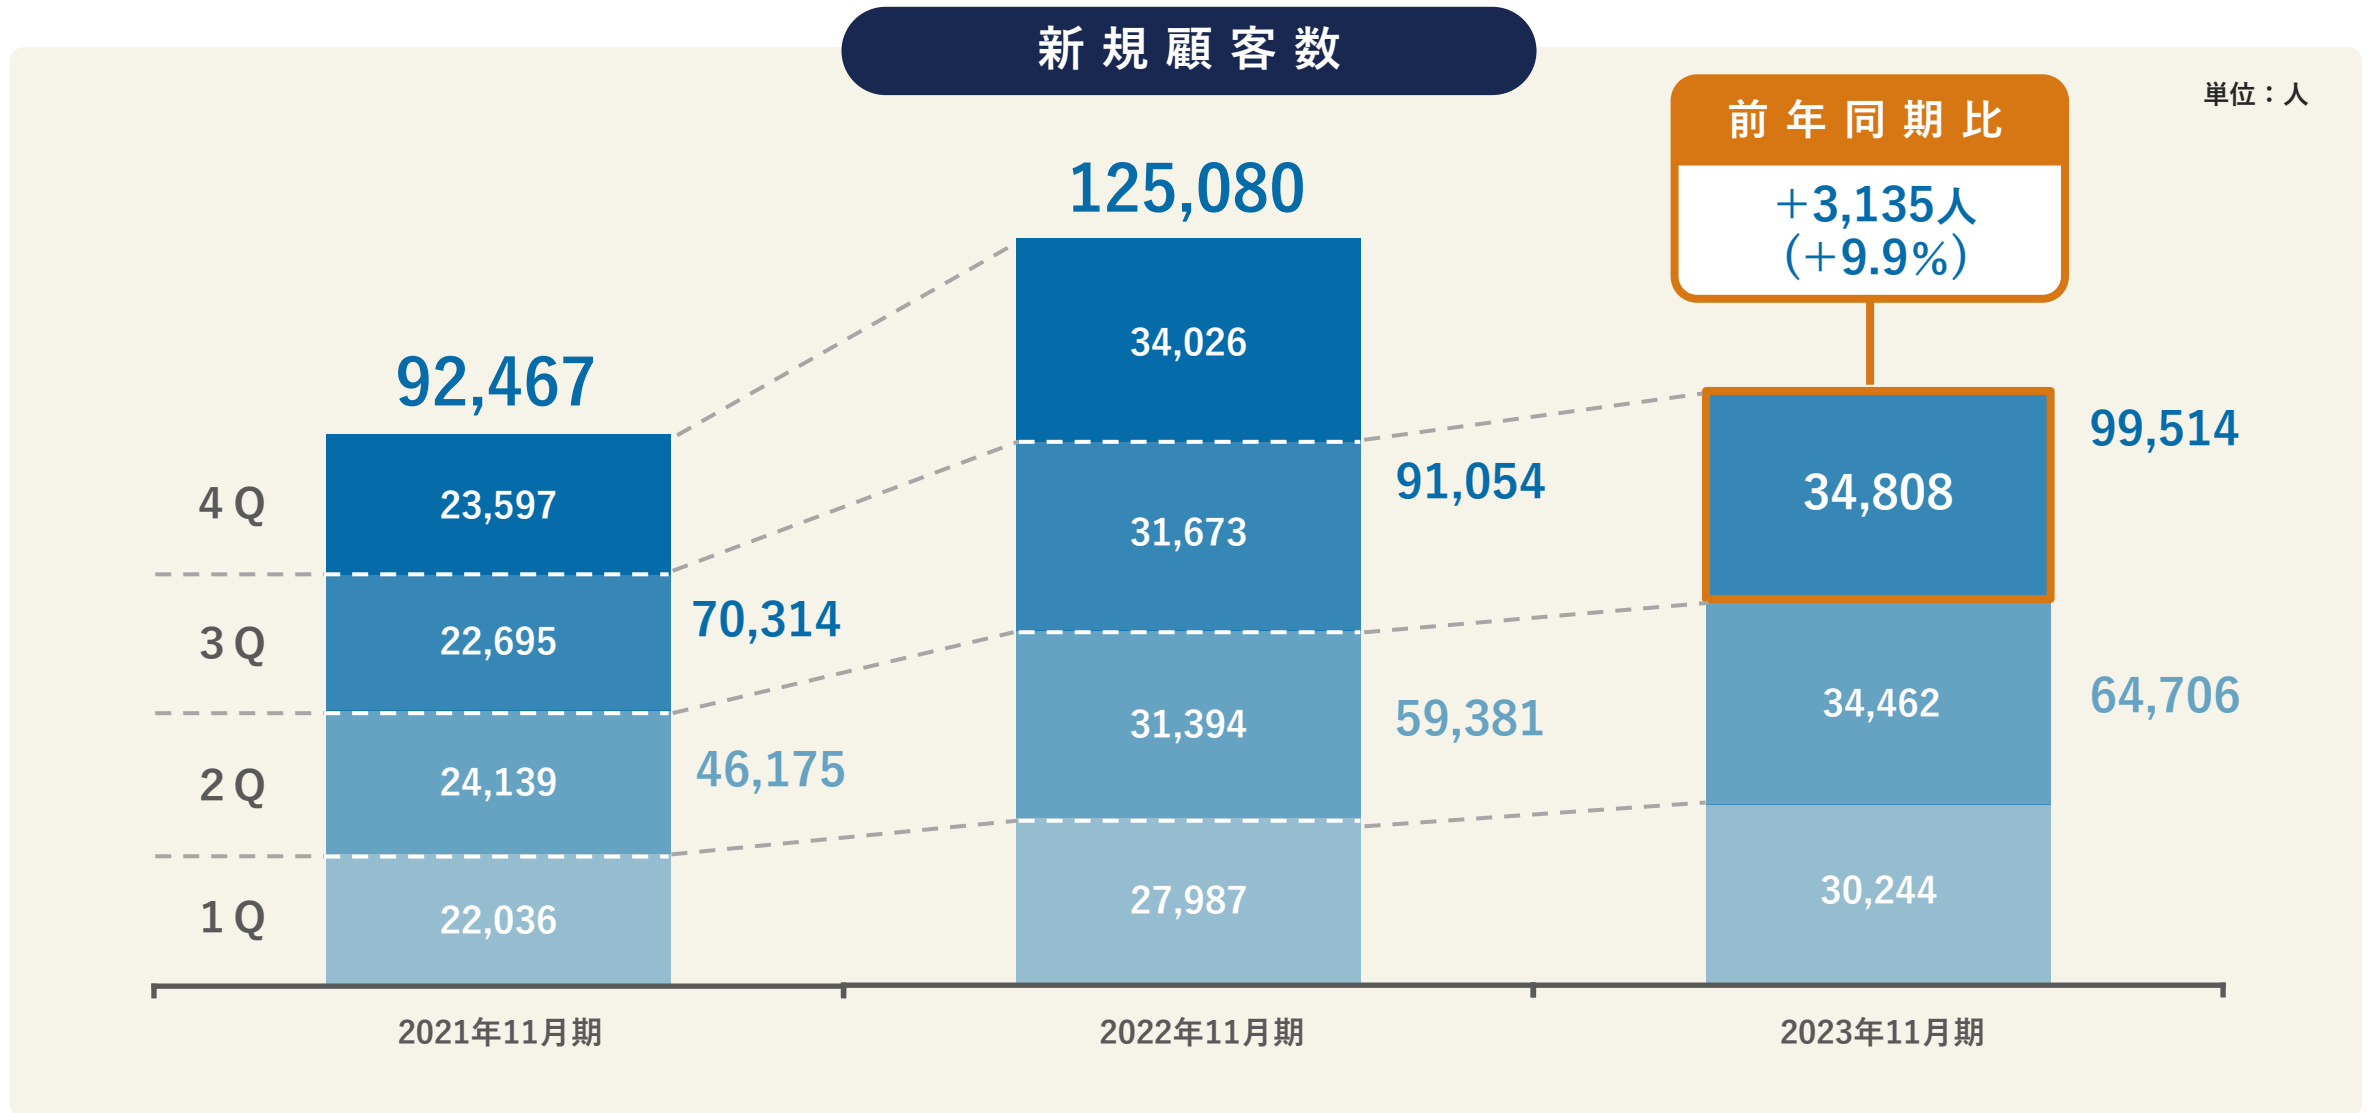 新規顧客数
単位：人
前年同期比
+3,135人
(+9.9%)
125,080
92,467
99,514
91,054
70,314
64,706
59,381
46,175
4Q
23,597
34,026
34,808
3Q
22,695
31,673
34,462
2Q
24,139
31,394
30,244
1Q
22,036
27,987
2021年11月期
2022年11月期
2023年11月期